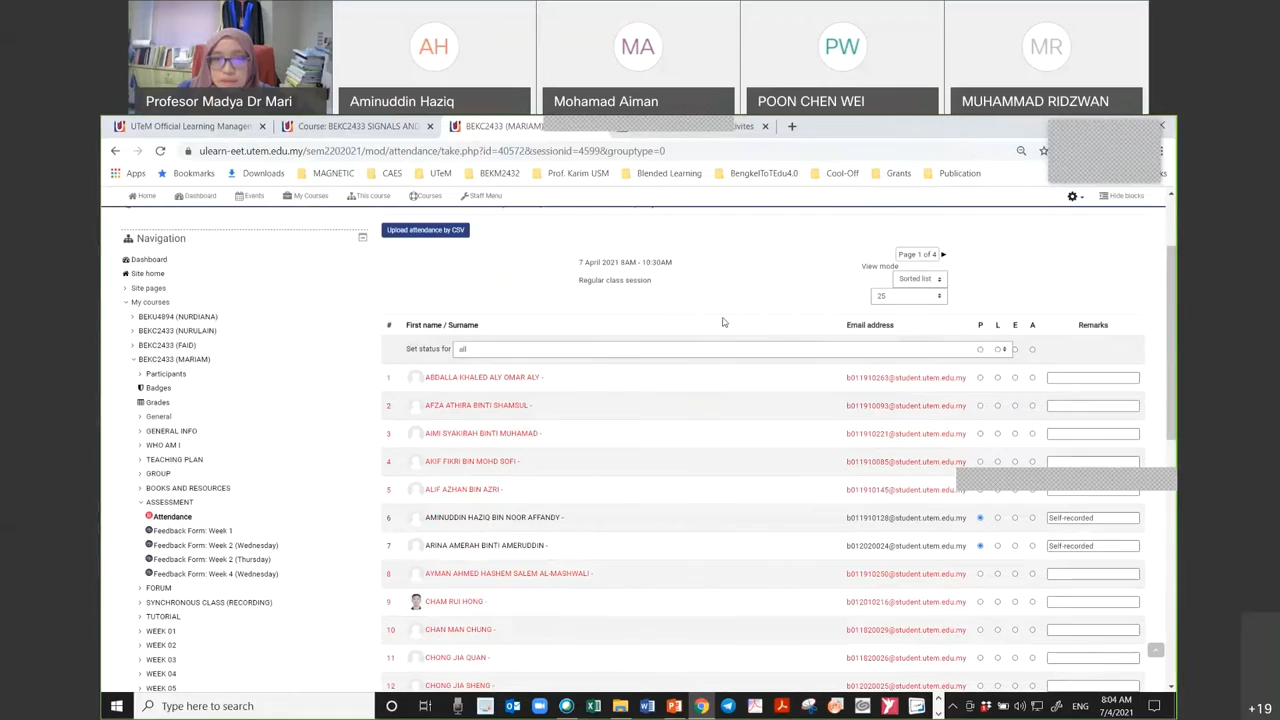 AH
MA
PW
MR
Profesor Madya Dr Mari
Aminuddin Haziq
Mohamad Aiman
POON CHEN WEI
MUHAMMAD RIDZWAN
UTeM Official Learning Manager
Course: BEKC2433 SIGNALS AND
BEKC2433 (MARIAM)
ulearn-eet.utem.edu.my/sem2202021/mod/attendance/take.php?id=40572&sessionid=4599&grouptype=0
Apps
Bookmarks
Downloads
MAGNETIC
CAES
UTeM
BEKM2432
Prof. Karim USM
Blended Learning
BengkelToTEdu4.0
Cool-Off
Grants
Publication
Home
Dashboard
Events
My Courses
This course
Courses
Staff Menu
Hide blocks
Upload attendance by CSV
Navigation
Page 1 of 4
7 April 2021 8AM - 10:30AM
View mode
Regular class session
Sorted list
25
Dashboard
Site home
Site pages
My courses
BEKU4894 (NURDIANA)
BEKC2433 (NURULAIN)
BEKC2433 (FAID)
BEKC2433 (MARIAM)
Participants
Badges
Grades
General
GENERAL INFO
WHO AM I
TEACHING PLAN
GROUP
BOOKS AND RESOURCES
ASSESSMENT
Attendance
Feedback Form: Week 1
Feedback Form: Week 2 (Wednesday)
Feedback Form: Week 2 (Thursday)
Feedback Form: Week 4 (Wednesday)
FORUM
SYNCHRONOUS CLASS (RECORDING)
TUTORIAL
WEEK 01
WEEK 02
WEEK 03
WEEK 04
WEEK 05
# First name / Surname Email address P L E A Remarks
Set status for all
1 ABDALLA KHALED ALY OMAR ALY - b011910263@student.utem.edu.my
2 AFZA ATHIRA BINTI SHAMSUL - b011910093@student.utem.edu.my
3 AIMI SYAKIRAH BINTI MUHAMAD - b011910221@student.utem.edu.my
4 AKIF FIKRI BIN MOHD SOFI - b011910085@student.utem.edu.my
5 ALIF AZHAN BIN AZRI - b011910145@student.utem.edu.my
6 AMINUDDIN HAZIQ BIN NOOR AFFANDY - b011910128@student.utem.edu.my Self-recorded
7 ARINA AMERAH BINTI AMERUDDIN - b012020024@student.utem.edu.my Self-recorded
8 AYMAN AHMED HASHEM SALEM AL-MASHWALI - b011910250@student.utem.edu.my
9 CHAM RUI HONG - b012010216@student.utem.edu.my
10 CHAN MAN CHUNG - b011820029@student.utem.edu.my
11 CHONG JIA QUAN - b011820026@student.utem.edu.my
12 CHONG JIA SHENG - b012020025@student.utem.edu.my
Type here to search
8:04 AM
7/4/2021
+19